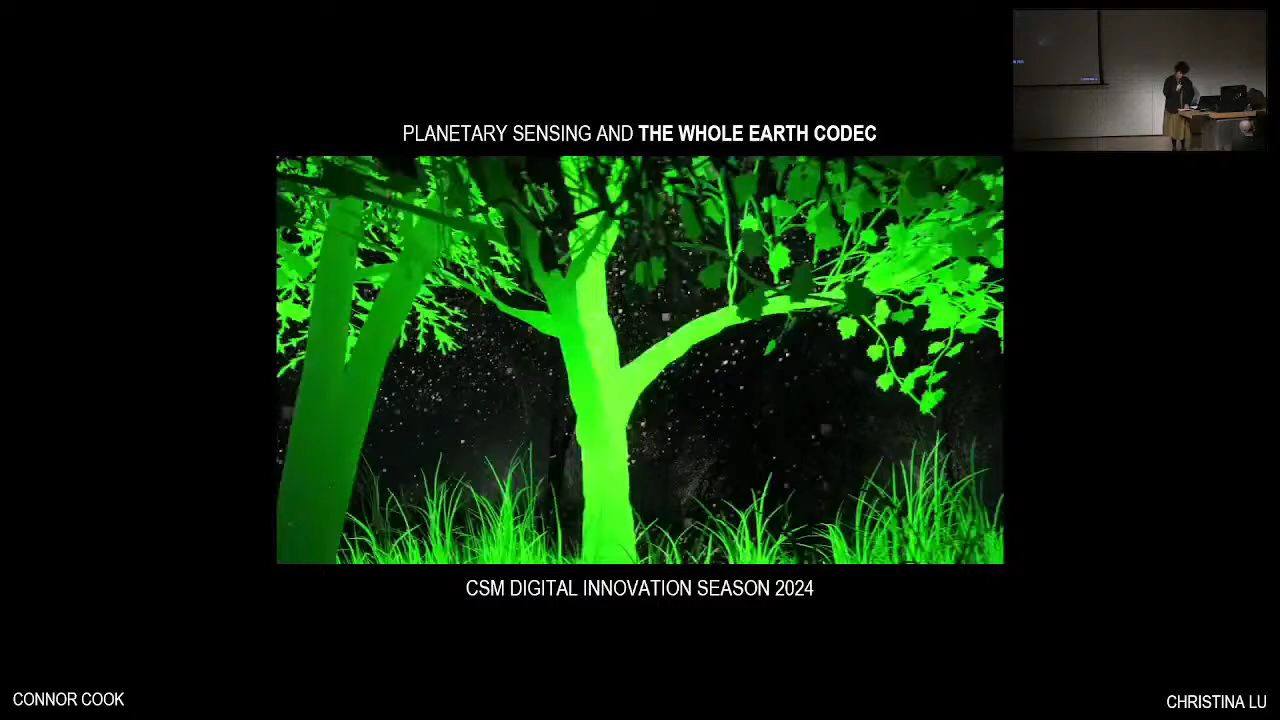 PLANETARY SENSING AND THE WHOLE EARTH CODEC
CSM DIGITAL INNOVATION SEASON 2024
CONNOR COOK
CHRISTINA LU